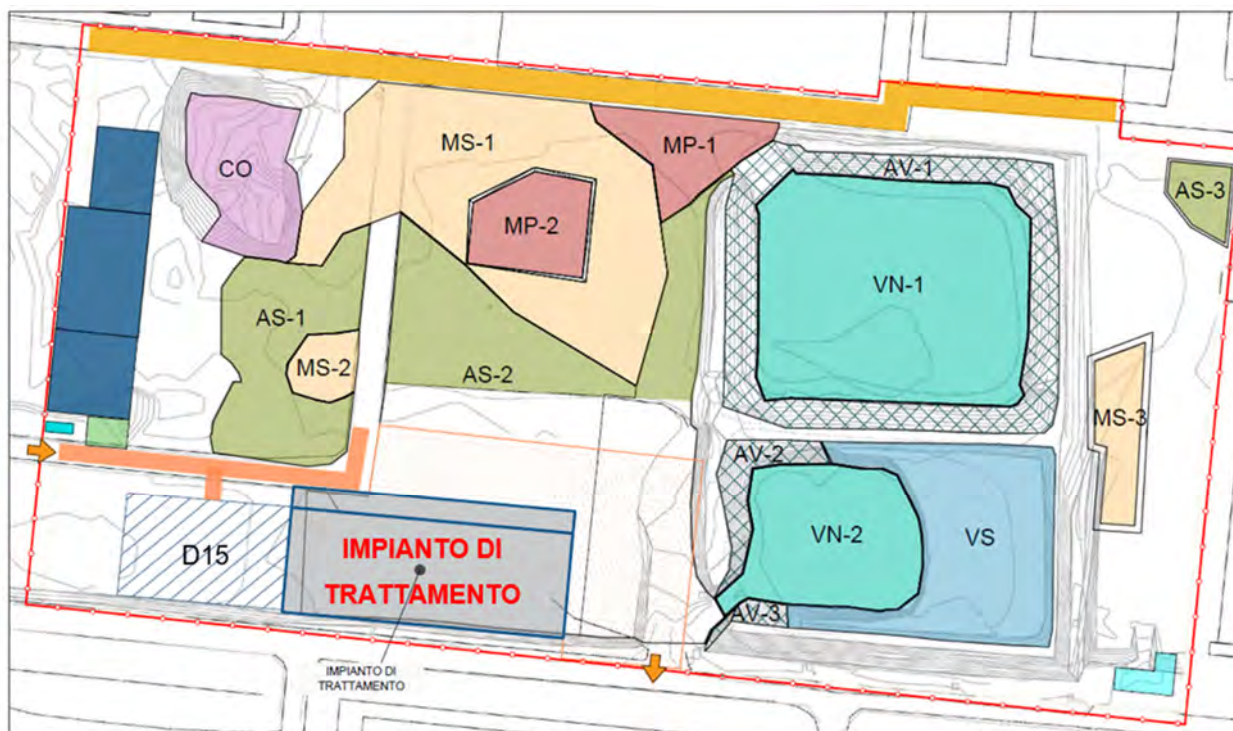 MS-1
MP-1
CO
AV-1
AS-3
MP-2
VN-1
AS-1
MS-2
AS-2
MS-3
AV-2
VN-2
VS
D15
IMPIANTO DI
TRATTAMENTO
AV-3
IMPIANTO DI
TRATTAMENTO